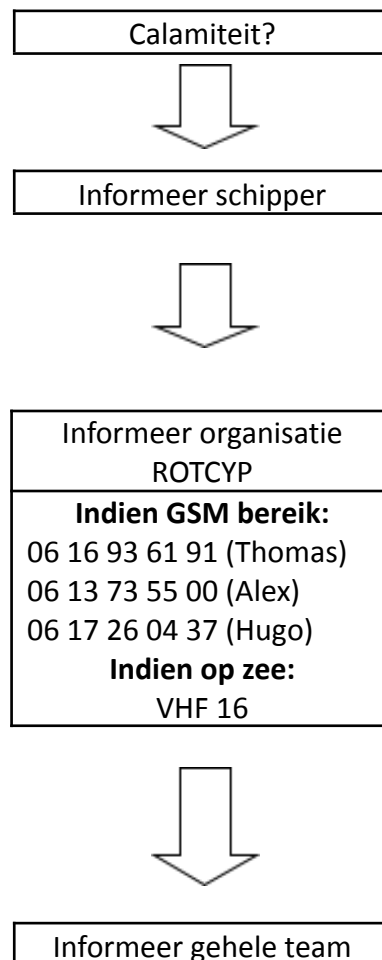 Calamiteit?
Informeer schipper
Informeer organisatie
ROTCYP
Indien GSM bereik:
06 16 93 61 91 (Thomas)
06 13 73 55 00 (Alex)
06 17 26 04 37 (Hugo)
Indien op zee:
VHF 16
Informeer gehele team